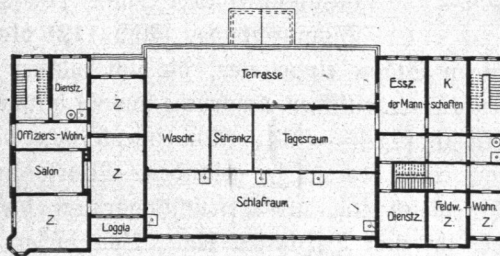 Dienstz.
Offiziers-Wohn.
Salon
Z.
Z.
Z.
Loggia
Terrasse
Waschr.
Schrankz.
Tagesraum
Schlafraum
Essz.
der Mann
K.
schaften
Dienstz.
Feldw.
Z.
Wohn.
Z.